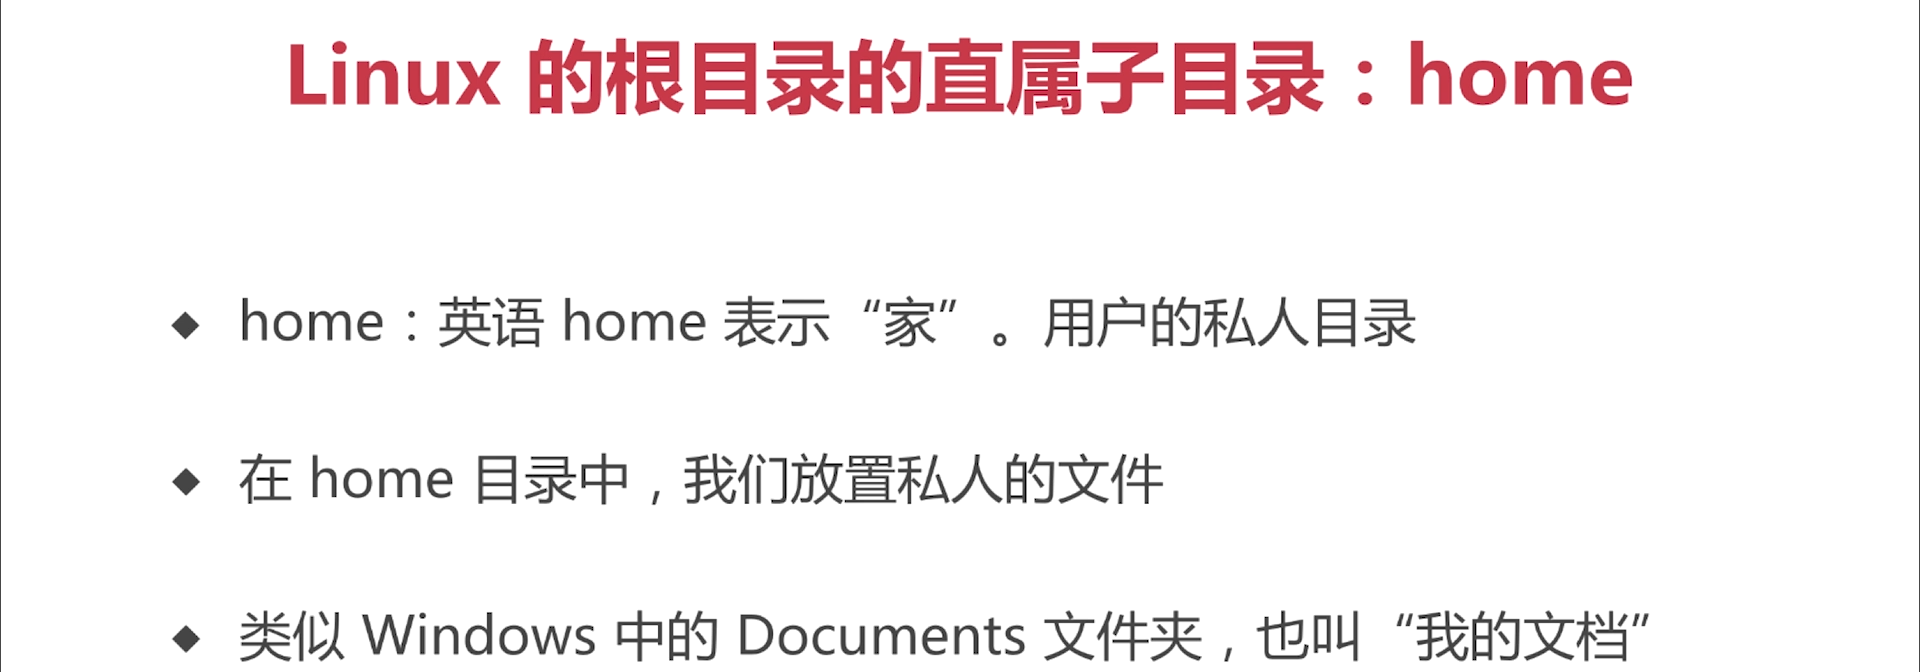 Linux 的根目录的直属子目录：home
◆ home：英语 home 表示“家”。用户的私人目录
◆ 在 home 目录中，我们放置私人的文件
◆ 类似 Windows 中的 Documents 文件夹，也叫“我的文档”